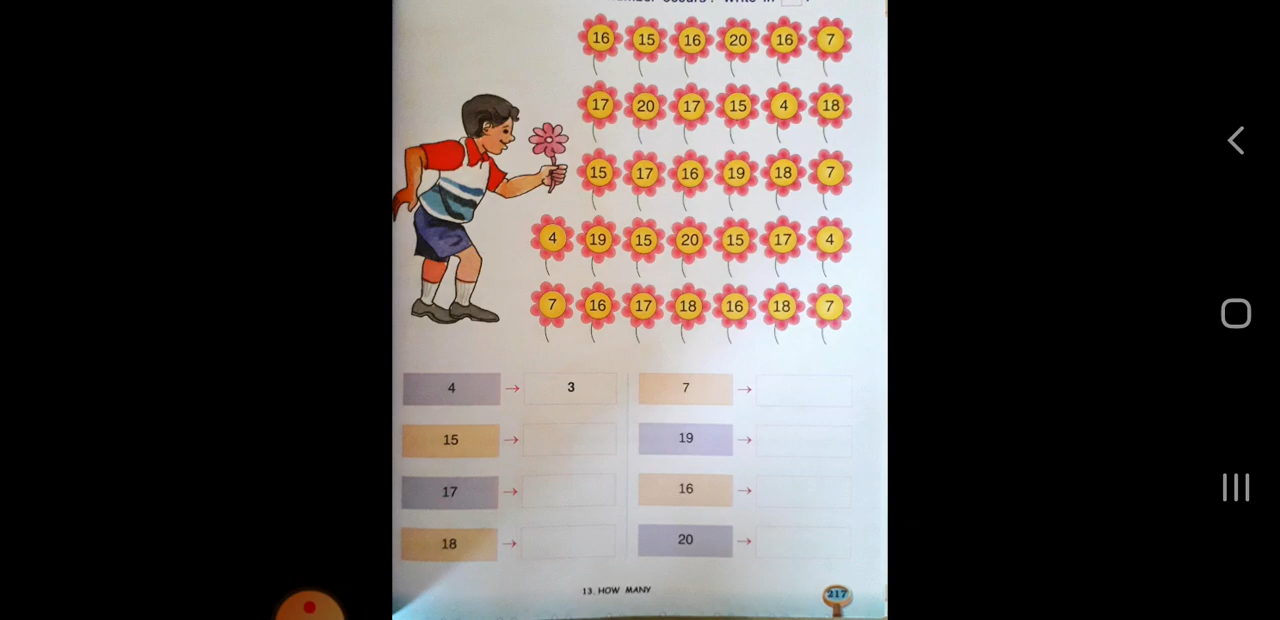 16 15 16 20 16 7
17 20 17 15 4 18
15 17 16 19 18 7
4 19 15 20 15 17 4
7 16 17 18 16 18 7
4 → 3 7 →
15 → 19 →
17 → 16 →
18 → 20 →
13. HOW MANY
217